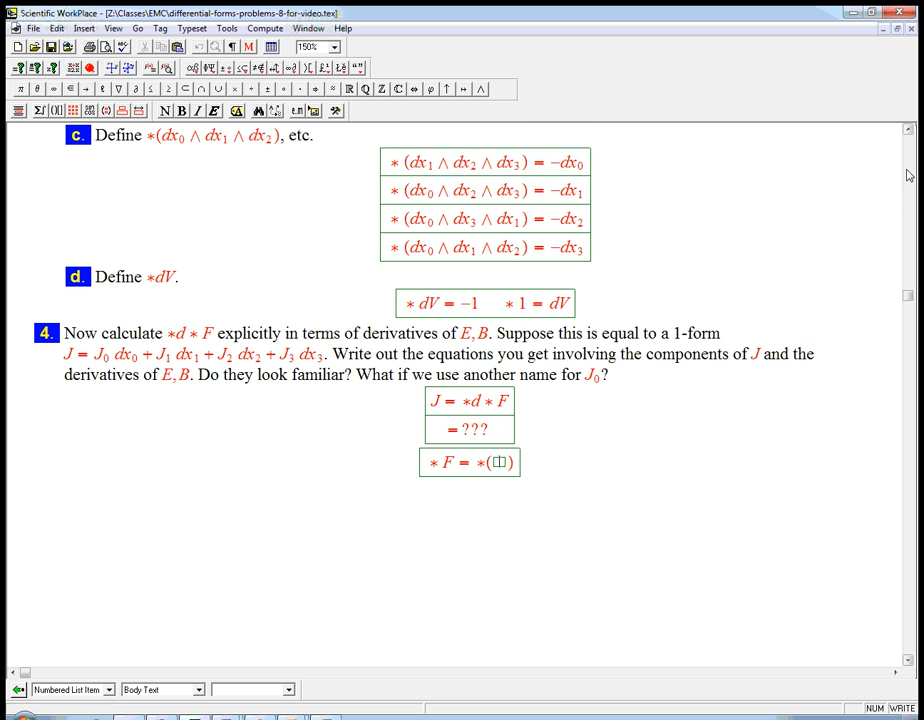 Scientific WorkPlace - [Z:\Classes\EMC\differential-forms-problems-8-for-video.tex]
File Edit Insert View Go Tag Typeset Tools Compute Window Help
150%
N B I E
c. Define ∗(dx₀ ∧ dx₁ ∧ dx₂), etc.
∗ (dx₁ ∧ dx₂ ∧ dx₃) = −dx₀
∗ (dx₀ ∧ dx₂ ∧ dx₃) = −dx₁
∗ (dx₀ ∧ dx₃ ∧ dx₁) = −dx₂
∗ (dx₀ ∧ dx₁ ∧ dx₂) = −dx₃
d. Define ∗dV.
∗ dV = −1 ∗ 1 = dV
4. Now calculate ∗d ∗ F explicitly in terms of derivatives of E, B. Suppose this is equal to a 1-form
J = J₀ dx₀ + J₁ dx₁ + J₂ dx₂ + J₃ dx₃. Write out the equations you get involving the components of J and the
derivatives of E, B. Do they look familiar? What if we use another name for J₀?
J = ∗d ∗ F
= ???
∗ F = ∗( )
Numbered List Item Body Text
NUM WRITE